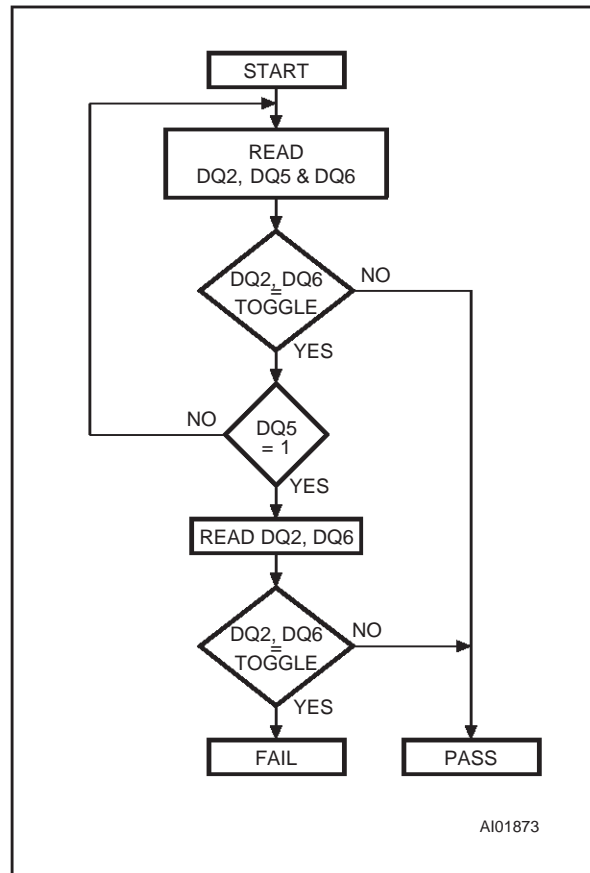 START
READ
DQ2, DQ5 & DQ6
DQ2, DQ6
=
TOGGLE
NO
YES
NO
DQ5
= 1
YES
READ DQ2, DQ6
DQ2, DQ6
=
TOGGLE
NO
YES
FAIL
PASS
AI01873